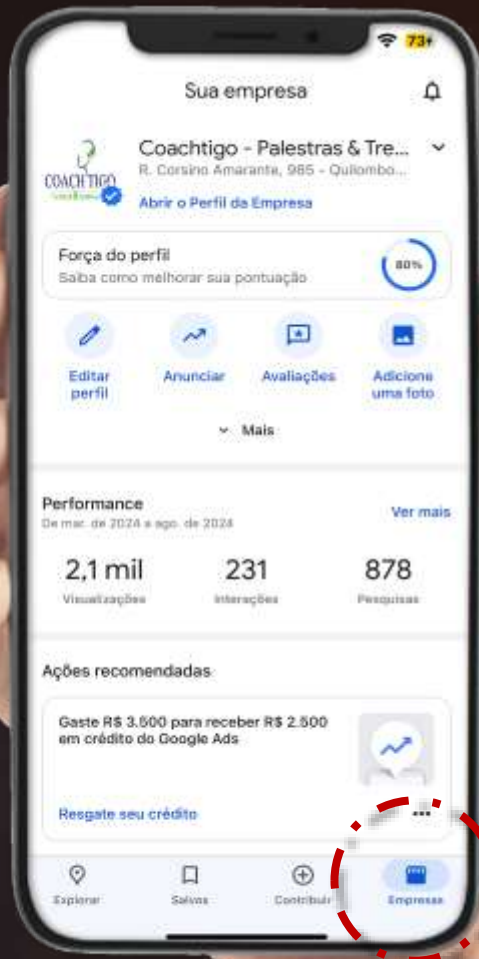 73+
Sua empresa
COACHTIGO
Coachtigo - Palestras & Tre...
R. Corsino Amarante, 985 - Quilombo...
Abrir o Perfil da Empresa
Força do perfil
Saiba como melhorar sua pontuação
80%
Editar perfil
Anunciar
Avaliações
Adicione uma foto
Mais
Performance
De mar. de 2024 a ago. de 2024
Ver mais
2,1 mil 231 878
Visualizações Interações Pesquisas
Ações recomendadas
Gaste R$ 3.500 para receber R$ 2.500
em crédito do Google Ads
Resgate seu crédito
Explorar Salvos Contribuir Empresas